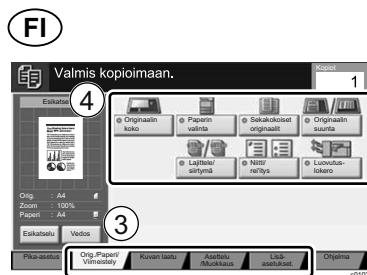 FI
Valmis kopioimaan.
Kopiot
1
4
Originaalin
koko
Paperin
valinta
Sekakokoiset
originaalit
Originaalin
suunta
Lajittele/
siirtymä
Niitti/
rei'itys
Luovutus-
lokero
Orig. : A4
Zoom : 100%
Paperi : A4
Esikatselu
Vedos
3
Pika-asetus
Orig./Paperi/
Viimeistely
Kuvan laatu
Asettelu
/Muokkaus
Lisä-
asetukset.
Ohjelma